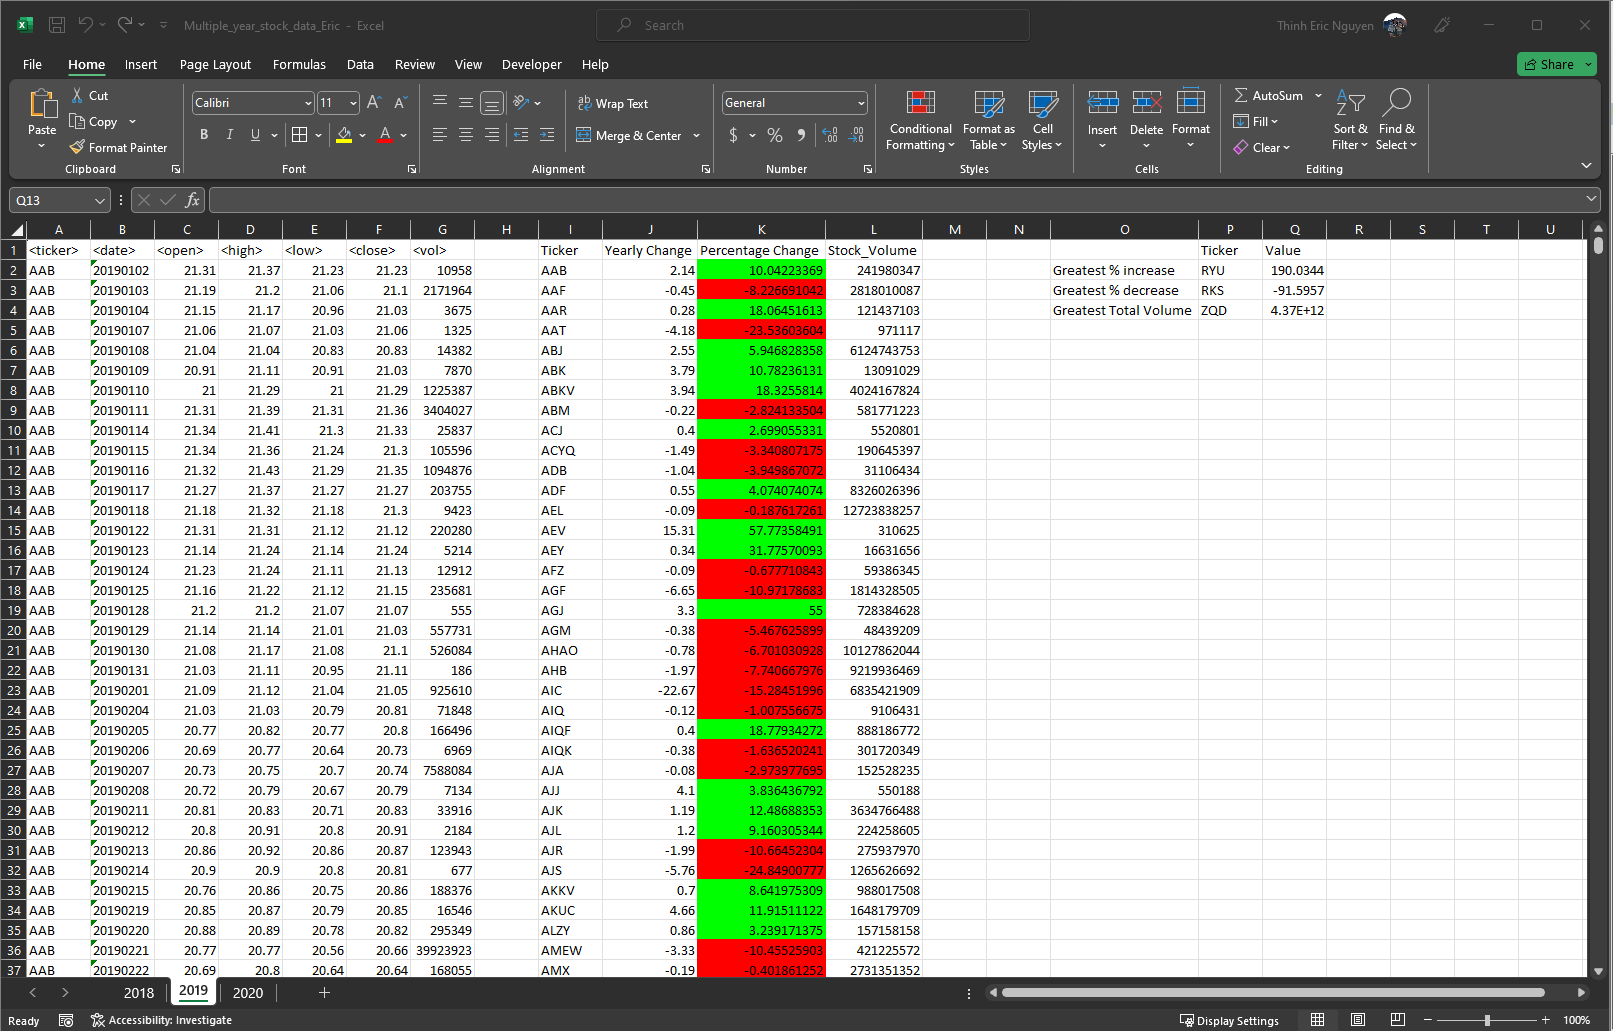 Multiple_year_stock_data_Eric - Excel
Search
Thinh Eric Nguyen
File Home Insert Page Layout Formulas Data Review View Developer Help
Share
Paste
Cut
Copy
Format Painter
Clipboard
Calibri 11
B I U
Font
Wrap Text
Merge & Center
Alignment
General
$ % 9
Number
Conditional Formatting
Format as Table
Cell Styles
Styles
Insert Delete Format
Cells
AutoSum
Fill
Clear
Sort & Filter
Find & Select
Editing
Q13 fx
A B C D E F G H I J K L M N O P Q R S T U
1 <ticker> <date> <open> <high> <low> <close> <vol> Ticker Yearly Change Percentage Change Stock_Volume Ticker Value
2 AAB 20190102 21.31 21.37 21.23 21.23 10958 AAB 2.14 10.04223369 241980347 Greatest % increase RYU 190.0344
3 AAB 20190103 21.19 21.2 21.06 21.1 2171964 AAF -0.45 -8.226691042 2818010087 Greatest % decrease RKS -91.5957
4 AAB 20190104 21.15 21.17 20.96 21.03 3675 AAR 0.28 18.06451613 121437103 Greatest Total Volume ZQD 4.37E+12
5 AAB 20190107 21.06 21.07 21.03 21.06 1325 AAT -4.18 -23.53603604 971117
6 AAB 20190108 21.04 21.04 20.83 20.83 14382 ABJ 2.55 5.946828358 6124743753
7 AAB 20190109 20.91 21.11 20.91 21.03 7870 ABK 3.79 10.78236131 13091029
8 AAB 20190110 21 21.29 21 21.29 1225387 ABKV 3.94 18.3255814 4024167824
9 AAB 20190111 21.31 21.39 21.31 21.36 3404027 ABM -0.22 -2.824133504 581771223
10 AAB 20190114 21.34 21.41 21.3 21.33 25837 ACJ 0.4 2.699055331 5520801
11 AAB 20190115 21.34 21.36 21.24 21.3 105596 ACYQ -1.49 -3.340807175 190645397
12 AAB 20190116 21.32 21.43 21.29 21.35 1094876 ADB -1.04 -3.949867072 31106434
13 AAB 20190117 21.27 21.37 21.27 21.27 203755 ADF 0.55 4.074074074 8326026396
14 AAB 20190118 21.18 21.32 21.18 21.3 9423 AEL -0.09 -0.187617261 12723838257
15 AAB 20190122 21.31 21.31 21.12 21.12 220280 AEV 15.31 57.77358491 310625
16 AAB 20190123 21.14 21.24 21.14 21.24 5214 AEY 0.34 31.77570093 16631656
17 AAB 20190124 21.23 21.24 21.11 21.13 12912 AFZ -0.09 -0.677710843 59386345
18 AAB 20190125 21.16 21.22 21.12 21.15 235681 AGF -6.65 -10.97178683 1814328505
19 AAB 20190128 21.2 21.2 21.07 21.07 555 AGJ 3.3 55 728384628
20 AAB 20190129 21.14 21.14 21.01 21.03 557731 AGM -0.38 -5.467625899 48439209
21 AAB 20190130 21.08 21.17 21.08 21.1 526084 AHAO -0.78 -6.701030928 10127862044
22 AAB 20190131 21.03 21.11 20.95 21.11 186 AHB -1.97 -7.740667976 9219936469
23 AAB 20190201 21.09 21.12 21.04 21.05 925610 AIC -22.67 -15.28451996 6835421909
24 AAB 20190204 21.03 21.03 20.79 20.81 71848 AIQ -0.12 -1.007556675 9106431
25 AAB 20190205 20.77 20.82 20.77 20.8 166496 AIQF 0.4 18.77934272 888186772
26 AAB 20190206 20.69 20.77 20.64 20.73 6969 AIQK -0.38 -1.636520241 301720349
27 AAB 20190207 20.73 20.75 20.7 20.74 7588084 AJA -0.08 -2.973977695 152528235
28 AAB 20190208 20.72 20.79 20.67 20.79 7134 AJJ 4.1 3.836436792 550188
29 AAB 20190211 20.81 20.83 20.71 20.83 33916 AJK 1.19 12.48688353 3634766488
30 AAB 20190212 20.8 20.91 20.8 20.91 2184 AJL 1.2 9.160305344 224258605
31 AAB 20190213 20.86 20.92 20.86 20.87 123943 AJR -1.99 -10.66452304 275937970
32 AAB 20190214 20.9 20.9 20.8 20.81 677 AJS -5.76 -24.84900777 1265626692
33 AAB 20190215 20.76 20.86 20.75 20.86 188376 AKKV 0.7 8.641975309 988017508
34 AAB 20190219 20.85 20.87 20.79 20.85 16546 AKUC 4.66 11.91511122 1648179709
35 AAB 20190220 20.88 20.89 20.78 20.82 295349 ALZY 0.86 3.239171375 157158158
36 AAB 20190221 20.77 20.77 20.56 20.66 39923923 AMEW -3.33 -10.45525903 421225572
37 AAB 20190222 20.69 20.8 20.64 20.64 168055 AMX -0.19 -0.401861252 2731351352
2018 2019 2020
Ready
Accessibility: Investigate
Display Settings
100%